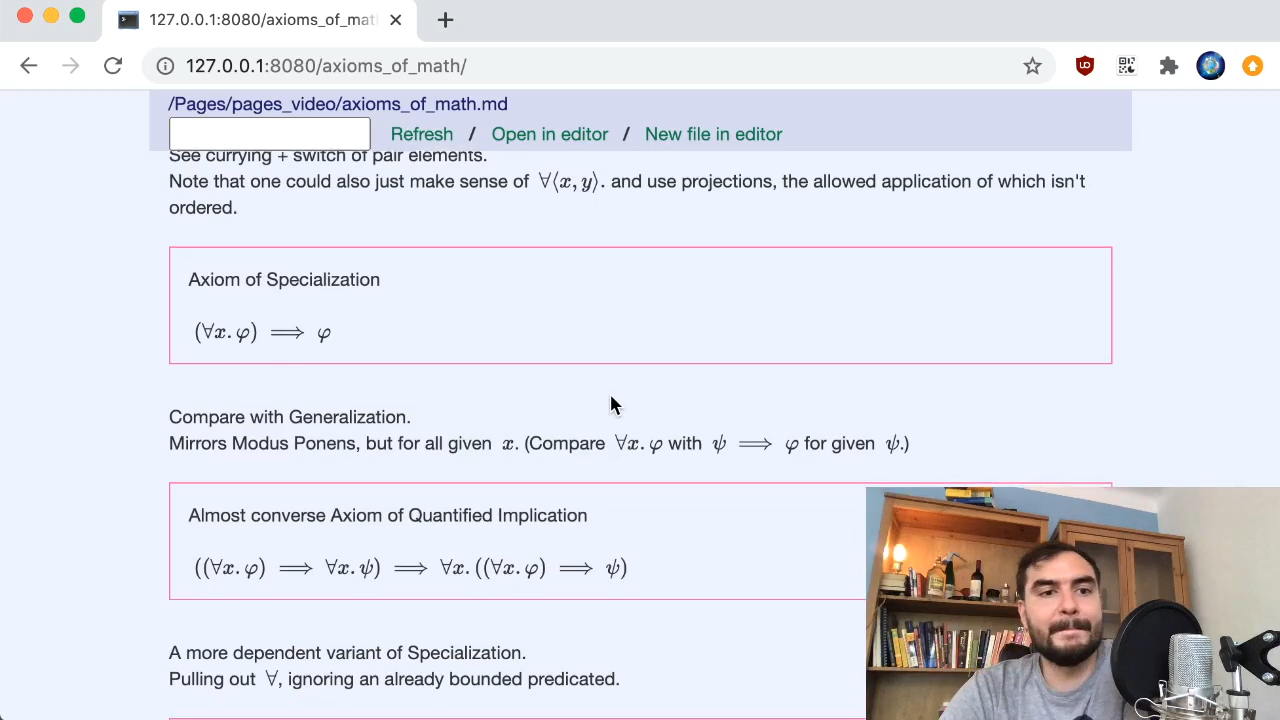 127.0.0.1:8080/axioms_of_mat
127.0.0.1:8080/axioms_of_math/
/Pages/pages_video/axioms_of_math.md
Refresh / Open in editor / New file in editor
See currying + switch of pair elements.
Note that one could also just make sense of ∀⟨x, y⟩. and use projections, the allowed application of which isn't
ordered.
Axiom of Specialization
(∀x. φ) ⟹ φ
Compare with Generalization.
Mirrors Modus Ponens, but for all given x. (Compare ∀x. φ with ψ ⟹ φ for given ψ.)
Almost converse Axiom of Quantified Implication
((∀x. φ) ⟹ ∀x. ψ) ⟹ ∀x. ((∀x. φ) ⟹ ψ)
A more dependent variant of Specialization.
Pulling out ∀, ignoring an already bounded predicated.